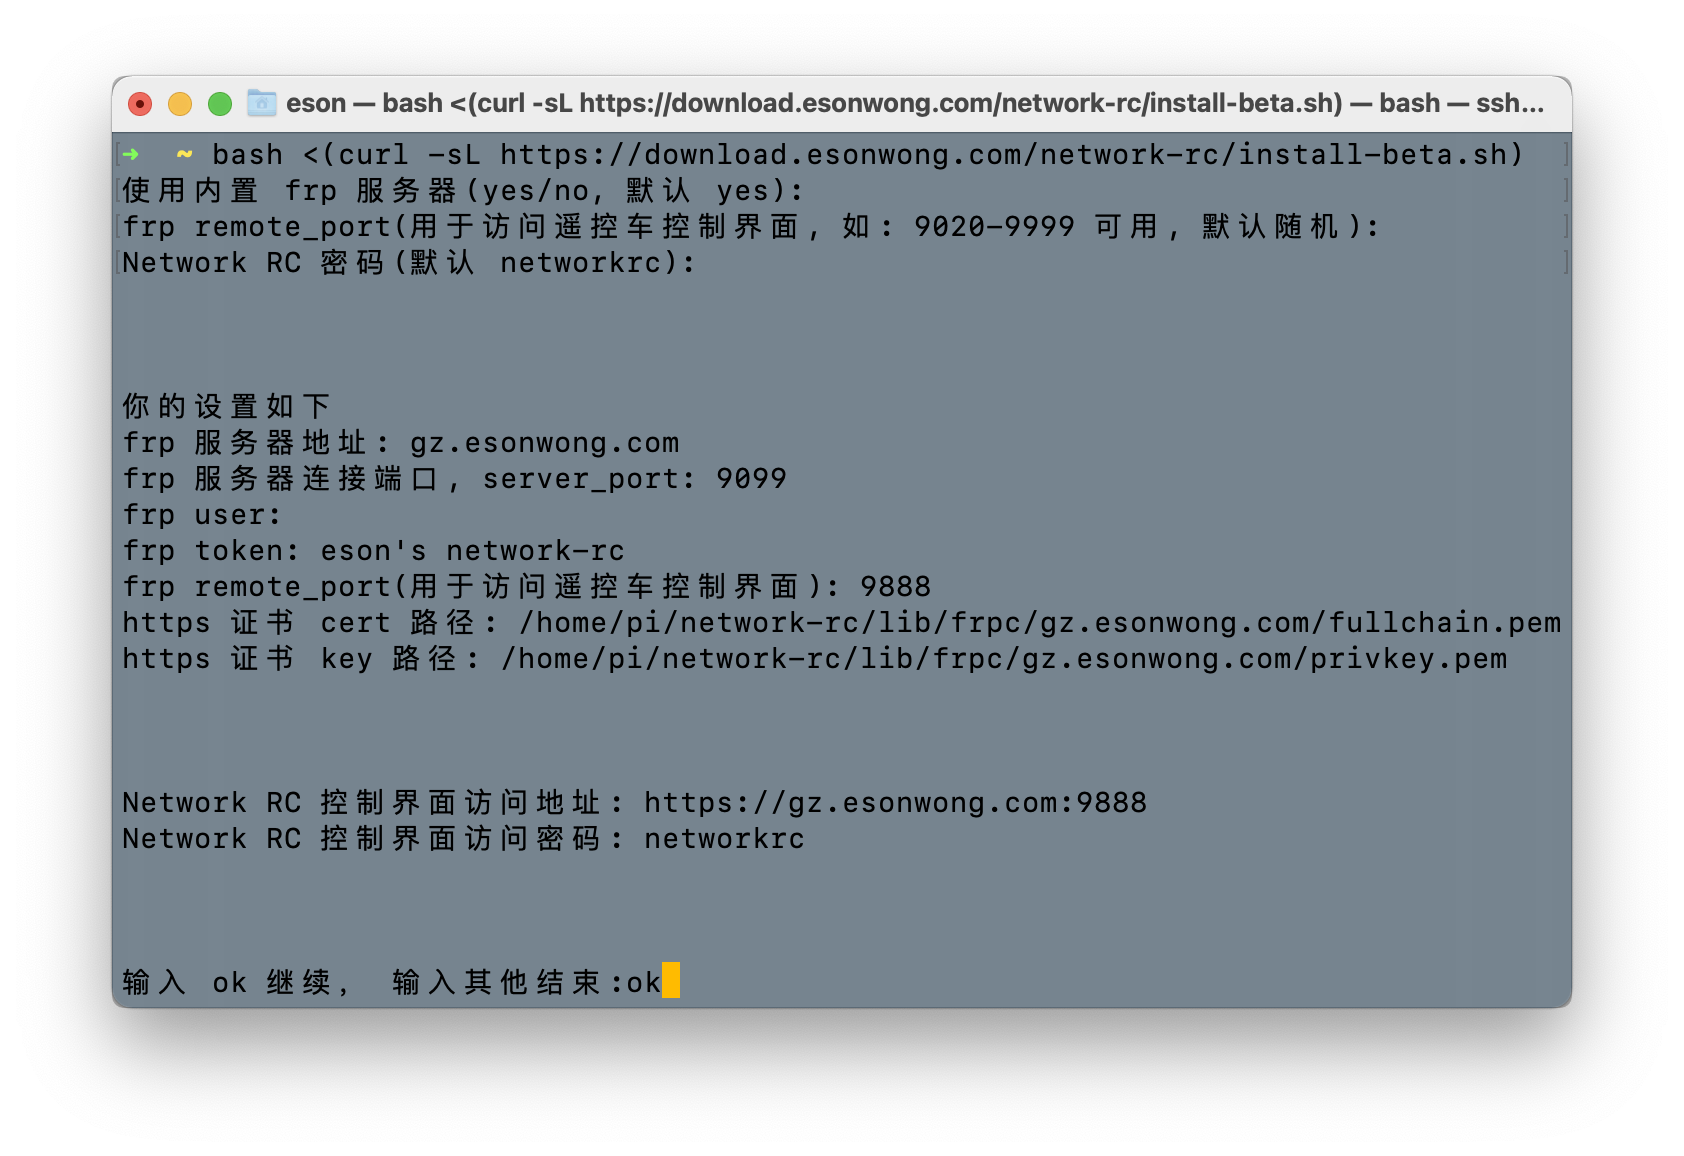 eson — bash <(curl -sL https://download.esonwong.com/network-rc/install-beta.sh) — bash — ssh...
➜ ~ bash <(curl -sL https://download.esonwong.com/network-rc/install-beta.sh)
使用内置 frp 服务器(yes/no, 默认 yes):
frp remote_port(用于访问遥控车控制界面, 如: 9020-9999 可用, 默认随机):
Network RC 密码(默认 networkrc):
你的设置如下
frp 服务器地址: gz.esonwong.com
frp 服务器连接端口, server_port: 9099
frp user:
frp token: eson's network-rc
frp remote_port(用于访问遥控车控制界面): 9888
https 证书 cert 路径: /home/pi/network-rc/lib/frpc/gz.esonwong.com/fullchain.pem
https 证书 key 路径: /home/pi/network-rc/lib/frpc/gz.esonwong.com/privkey.pem
Network RC 控制界面访问地址: https://gz.esonwong.com:9888
Network RC 控制界面访问密码: networkrc
输入 ok 继续, 输入其他结束:ok